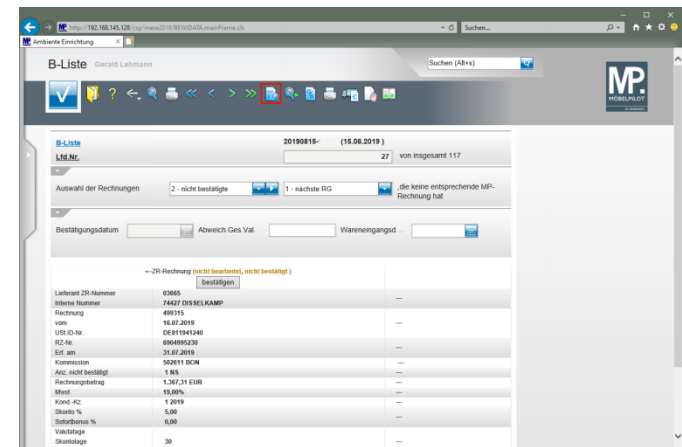 http://192.168.145.128/csp/mesa2019/BEWIDATA.mainFrame.cls
Suchen...
Ambiente Einrichtung
B-Liste Gerald Lehmann
Suchen (Alt+s)
MP.
MÖBELPILOT
B-Liste 20190815- (15.08.2019 )
Lfd.Nr. 27 von insgesamt 117
Auswahl der Rechnungen 2 - nicht bestätigte 1 - nächste RG ,die keine entsprechende MP-
Rechnung hat
Bestätigungsdatum Abweich.Ges.Val. Wareneingangsd...
←-ZR-Rechnung (nicht bearbeitet, nicht bestätigt )
bestätigen
Lieferant ZR-Nummer 03665
Interne Nummer 74427 DISSELKAMP ---
Rechnung 499315
vom 16.07.2019 ---
USt.ID-Nr. DE811941240
RZ-Nr. 6904995230
Erf. am 31.07.2019 ---
Kommission 502611 BON ---
Anz. nicht bestätigt 1 NS ---
Rechnungsbetrag 1.367,31 EUR ---
Mwst 19,00% ---
Kond.-Kz. 1 2019 ---
Skonto % 5,00
Sofortbonus % 0,00 ---
Valutatage
Skontotage 30 ---